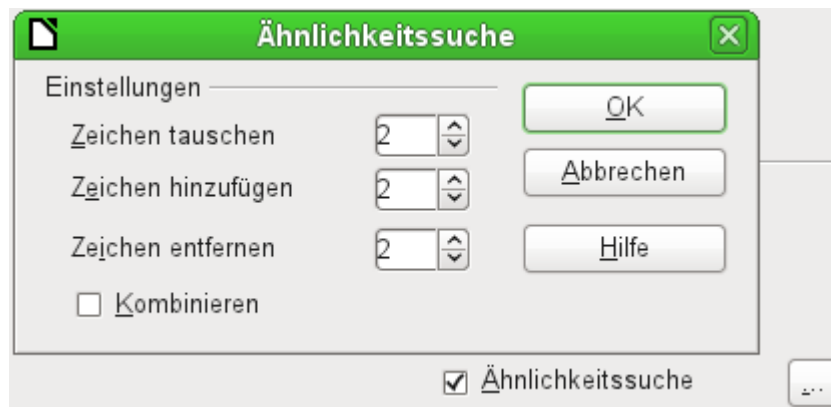 Ähnlichkeitssuche
Einstellungen
Zeichen tauschen 2
Zeichen hinzufügen 2
Zeichen entfernen 2
Kombinieren
OK
Abbrechen
Hilfe
Ähnlichkeitssuche
...